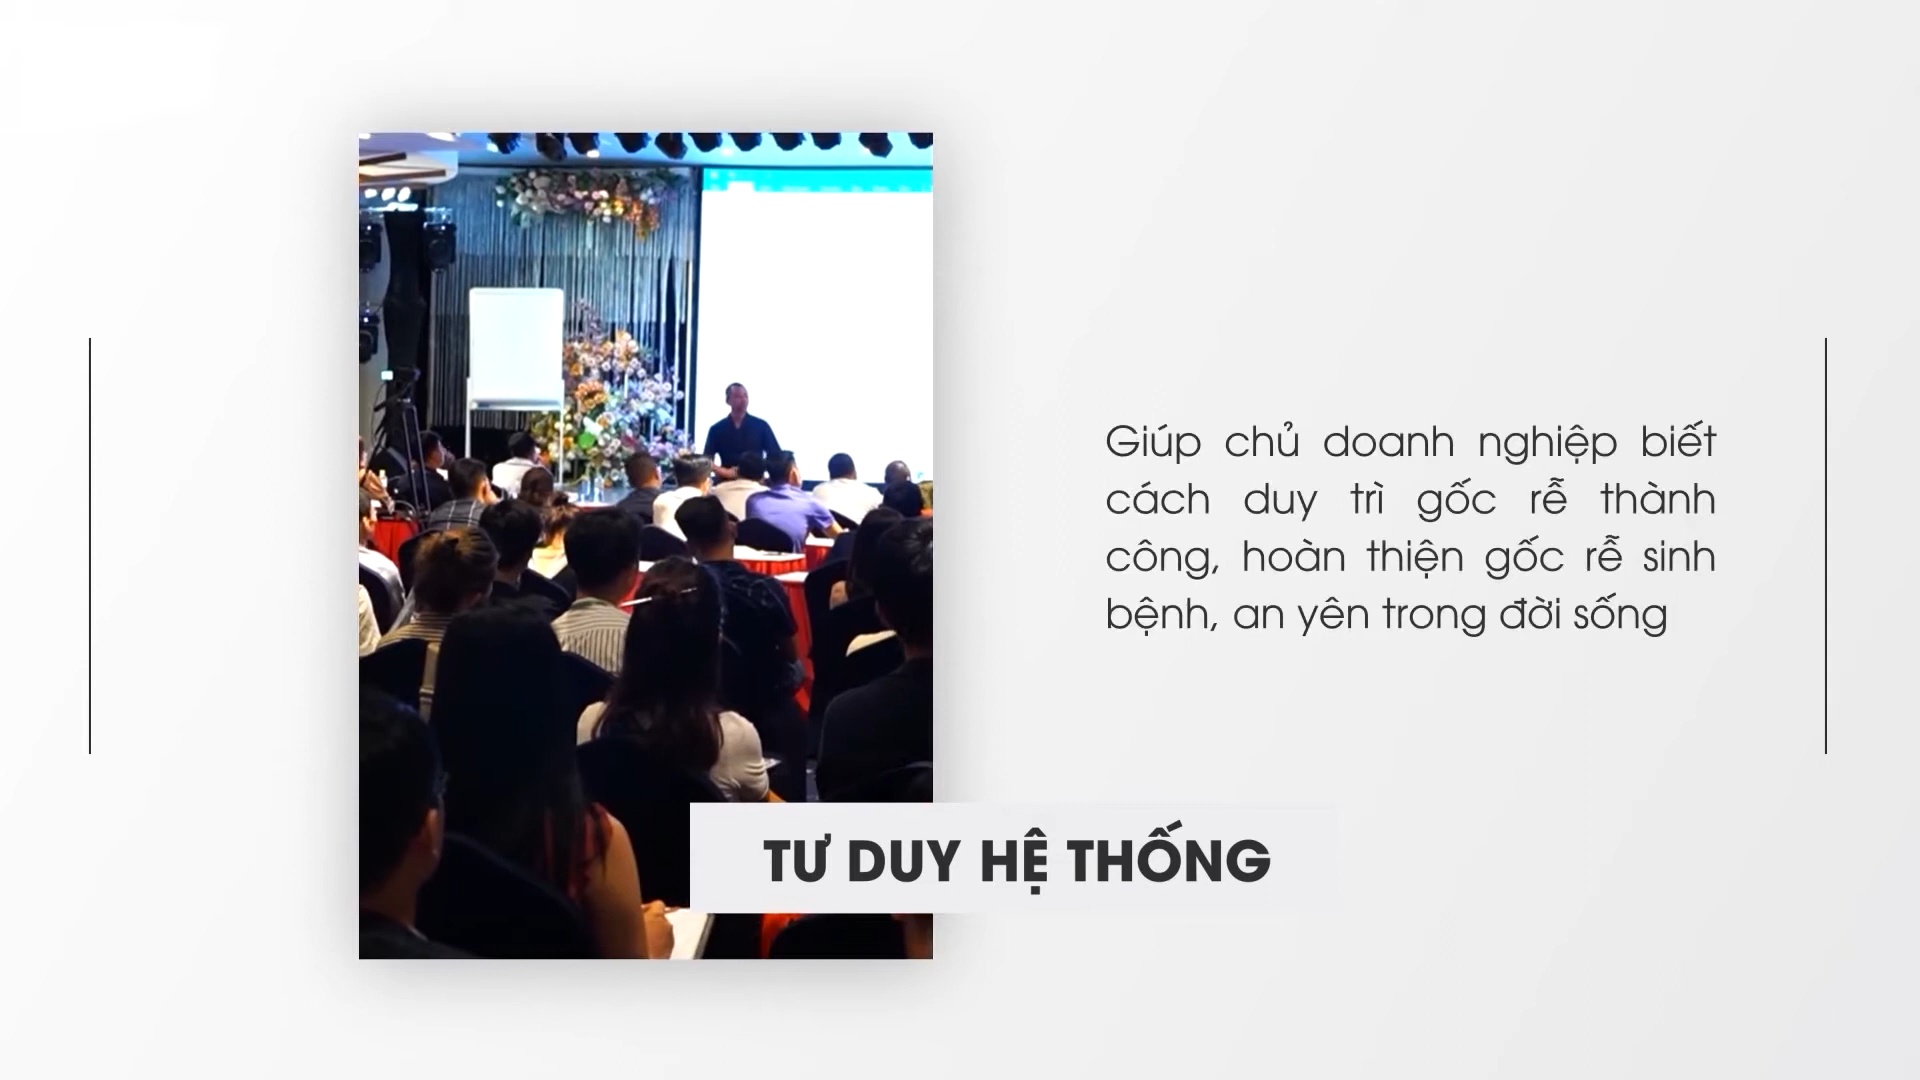 Giúp chủ doanh nghiệp biết
cách duy trì gốc rễ thành
công, hoàn thiện gốc rễ sinh
bệnh, an yên trong đời sống
TƯ DUY HỆ THỐNG